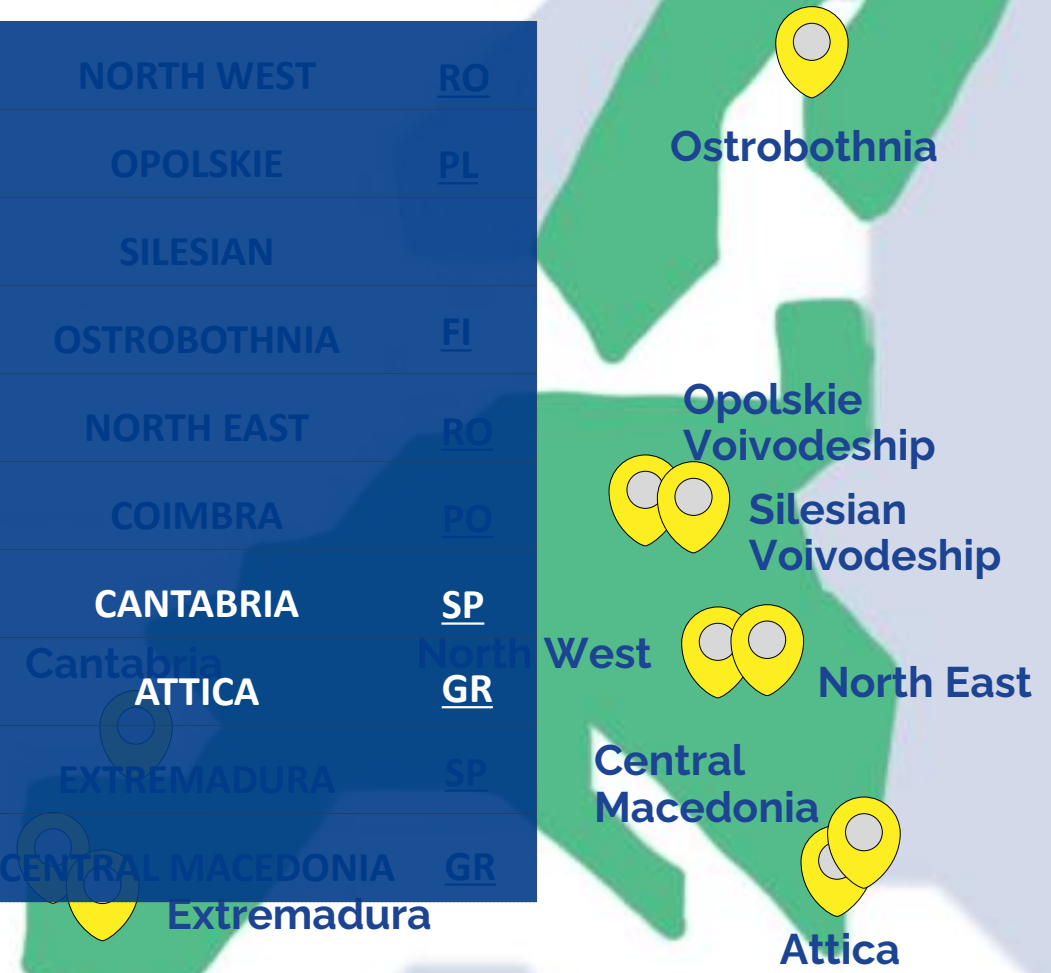 NORTH WEST RO
OPOLSKIE PL
SILESIAN
OSTROBOTHNIA FI
NORTH EAST RO
COIMBRA PO
CANTABRIA SP
ATTICA GR
EXTREMADURA SP
CENTRAL MACEDONIA GR
Ostrobothnia
Opolskie
Voivodeship
Silesian
Voivodeship
Cantabria
North West
North East
Central
Macedonia
Extremadura
Attica